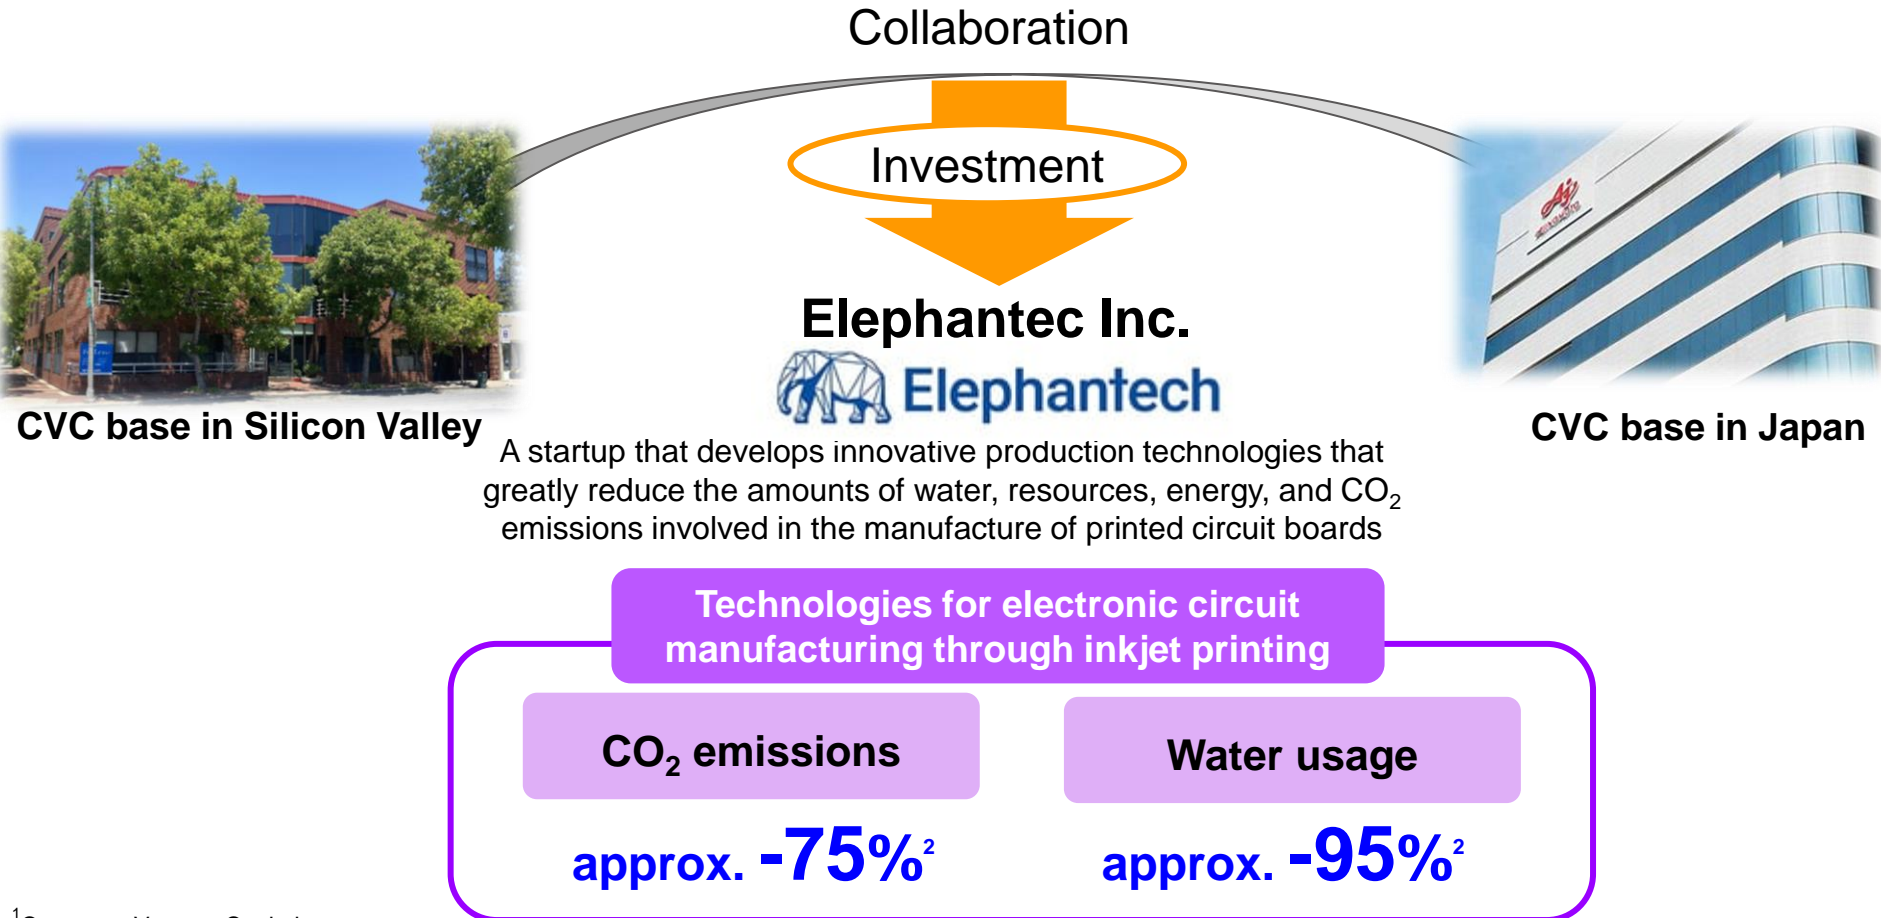 Collaboration
Investment
Elephantec Inc.
Elephantech
CVC base in Silicon Valley
CVC base in Japan
A startup that develops innovative production technologies that
greatly reduce the amounts of water, resources, energy, and CO₂
emissions involved in the manufacture of printed circuit boards
Technologies for electronic circuit
manufacturing through inkjet printing
CO₂ emissions
Water usage
approx. -75%²
approx. -95%²